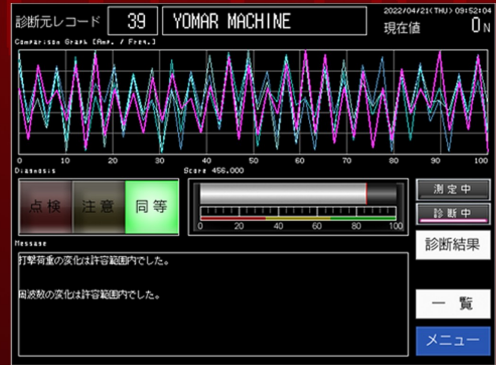 診断元レコード 39 YOMAR MACHINE
2022/04/21(THU) 09:52:04
現在値 0N
Comparison Graph [Amp. / Freq.]
0 10 20 30 40 50 60 70 80 90 100
Diagnosis
Score 456.000
点検 注意 同等
0 20 40 60 80 100
測定中
診断中
Message
診断結果
打撃荷重の変化は許容範囲内でした。
周波数の変化は許容範囲内でした。
一 覧
メニュー